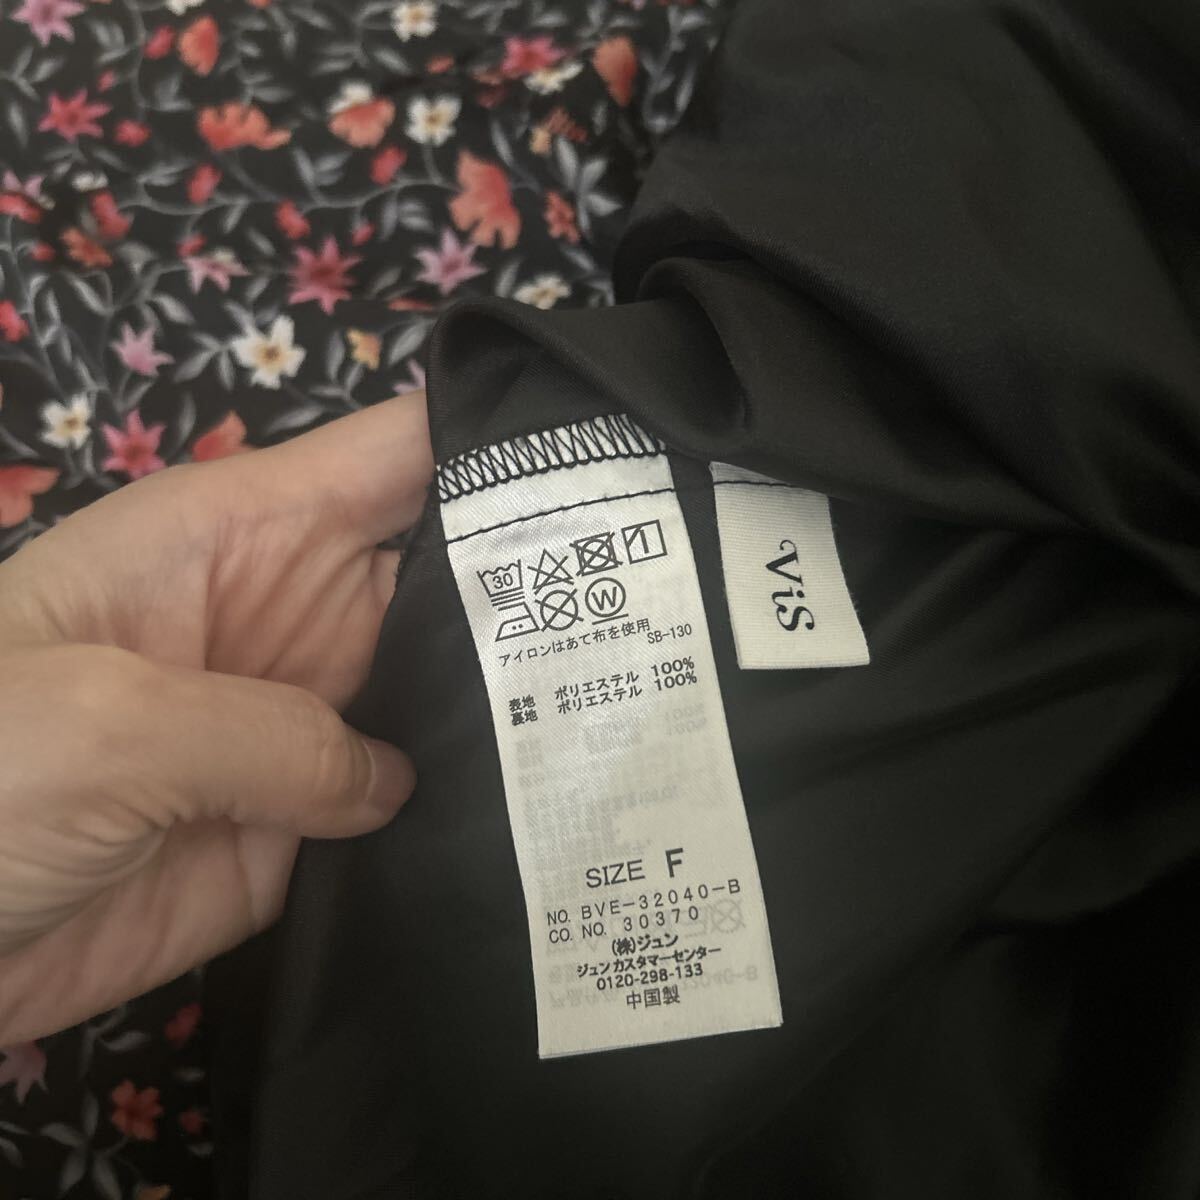 30
W
アイロンはあて布を使用
SB-130
表地 ポリエステル 100%
裏地 ポリエステル 100%
SIZE F
NO. BVE-32040-B
CO. NO. 30370
(株)ジュン
ジュンカスタマーセンター
0120-298-133
中国製
ViS